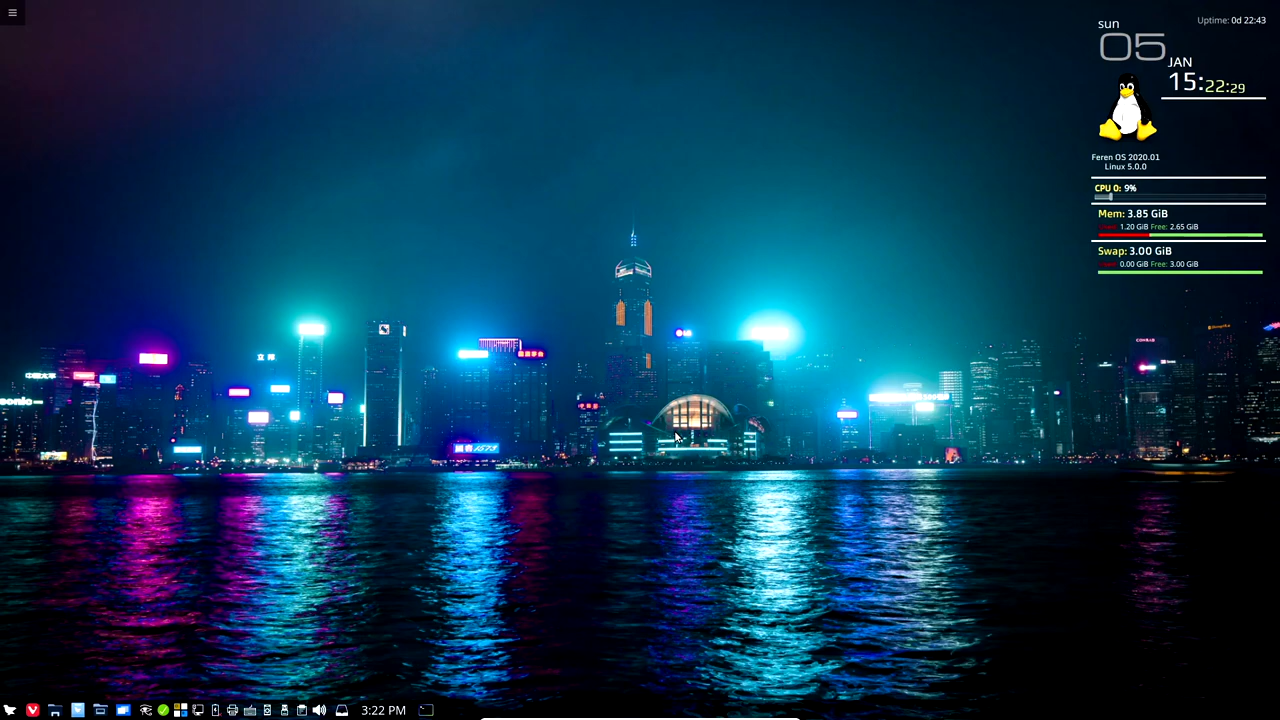 sun
Uptime: 0d 22:43
05
JAN
15:22:29
Feren OS 2020.01
Linux 5.0.0
CPU 0: 9%
Mem: 3.85 GiB
1.20 GiB Free: 2.65 GiB
Swap: 3.00 GiB
0.00 GiB Free: 3.00 GiB
3:22 PM